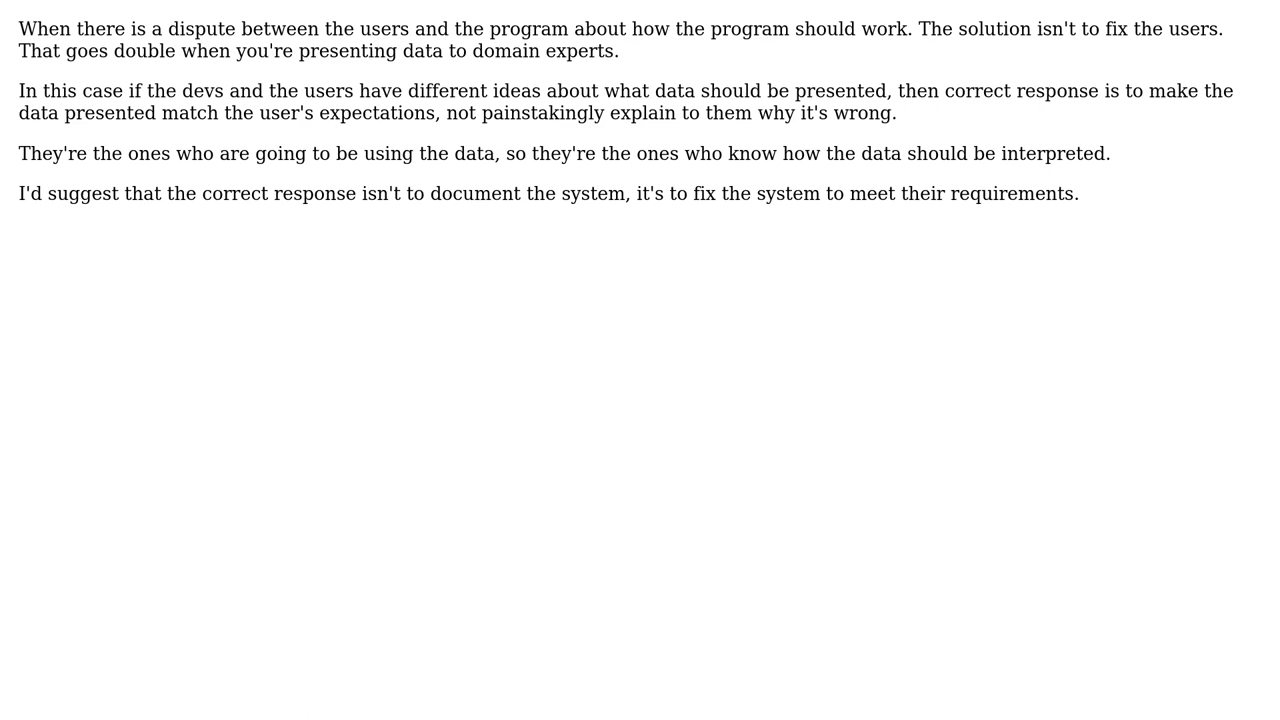 When there is a dispute between the users and the program about how the program should work. The solution isn't to fix the users.
That goes double when you're presenting data to domain experts.
In this case if the devs and the users have different ideas about what data should be presented, then correct response is to make the
data presented match the user's expectations, not painstakingly explain to them why it's wrong.
They're the ones who are going to be using the data, so they're the ones who know how the data should be interpreted.
I'd suggest that the correct response isn't to document the system, it's to fix the system to meet their requirements.